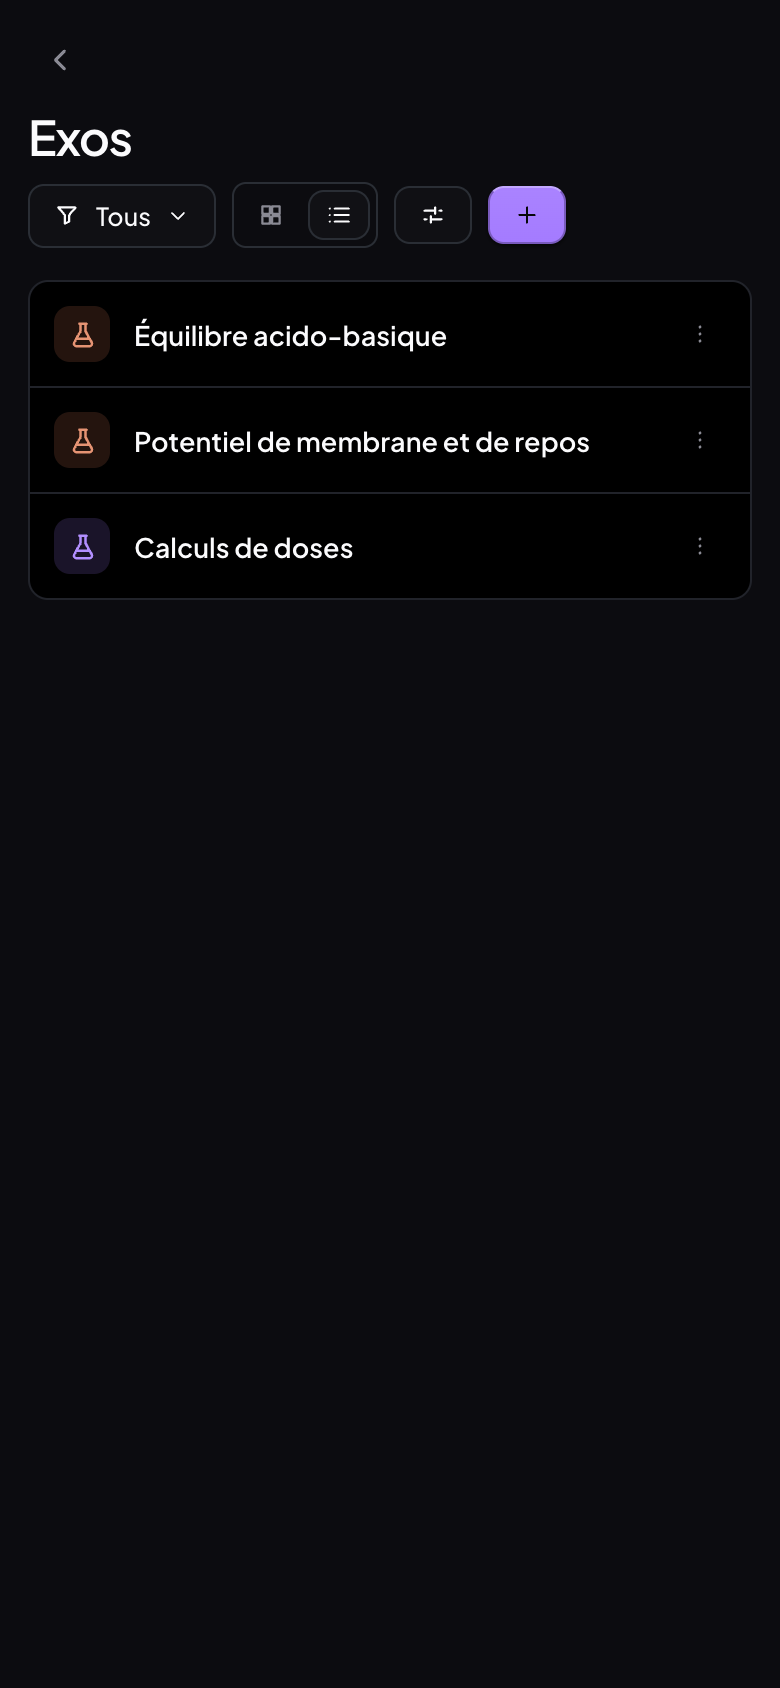 Exos
Tous
Équilibre acido-basique
Potentiel de membrane et de repos
Calculs de doses